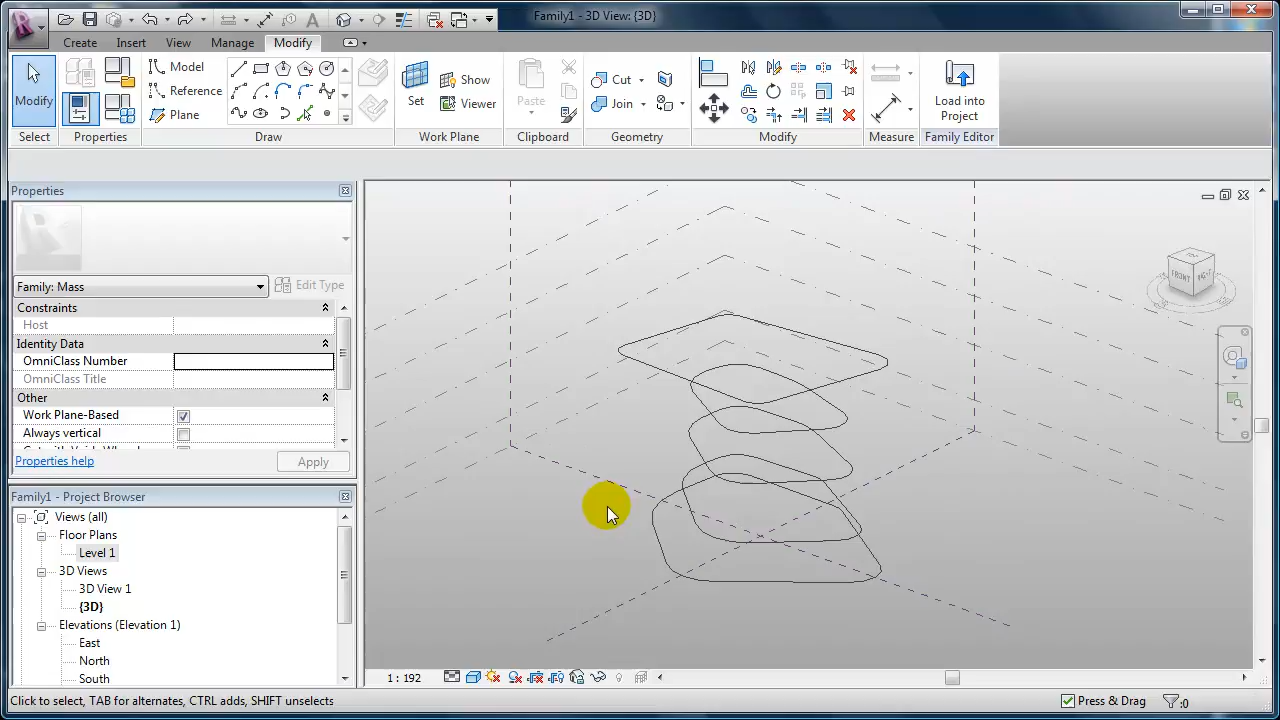 Family1 - 3D View: {3D}
Create Insert View Manage Modify
Modify
Select
Properties
Model
Reference
Plane
Draw
Set
Show
Viewer
Work Plane
Paste
Clipboard
Cut
Join
Geometry
Modify
Measure
Load into
Project
Family Editor
Properties
Family: Mass
Edit Type
Constraints
Host
Identity Data
OmniClass Number
OmniClass Title
Other
Work Plane-Based
Always vertical
Properties help
Apply
TOP
FRONT
RIGHT
Family1 - Project Browser
Views (all)
Floor Plans
Level 1
3D Views
3D View 1
{3D}
Elevations (Elevation 1)
East
North
South
1 : 192
Click to select, TAB for alternates, CTRL adds, SHIFT unselects
Press & Drag
:0